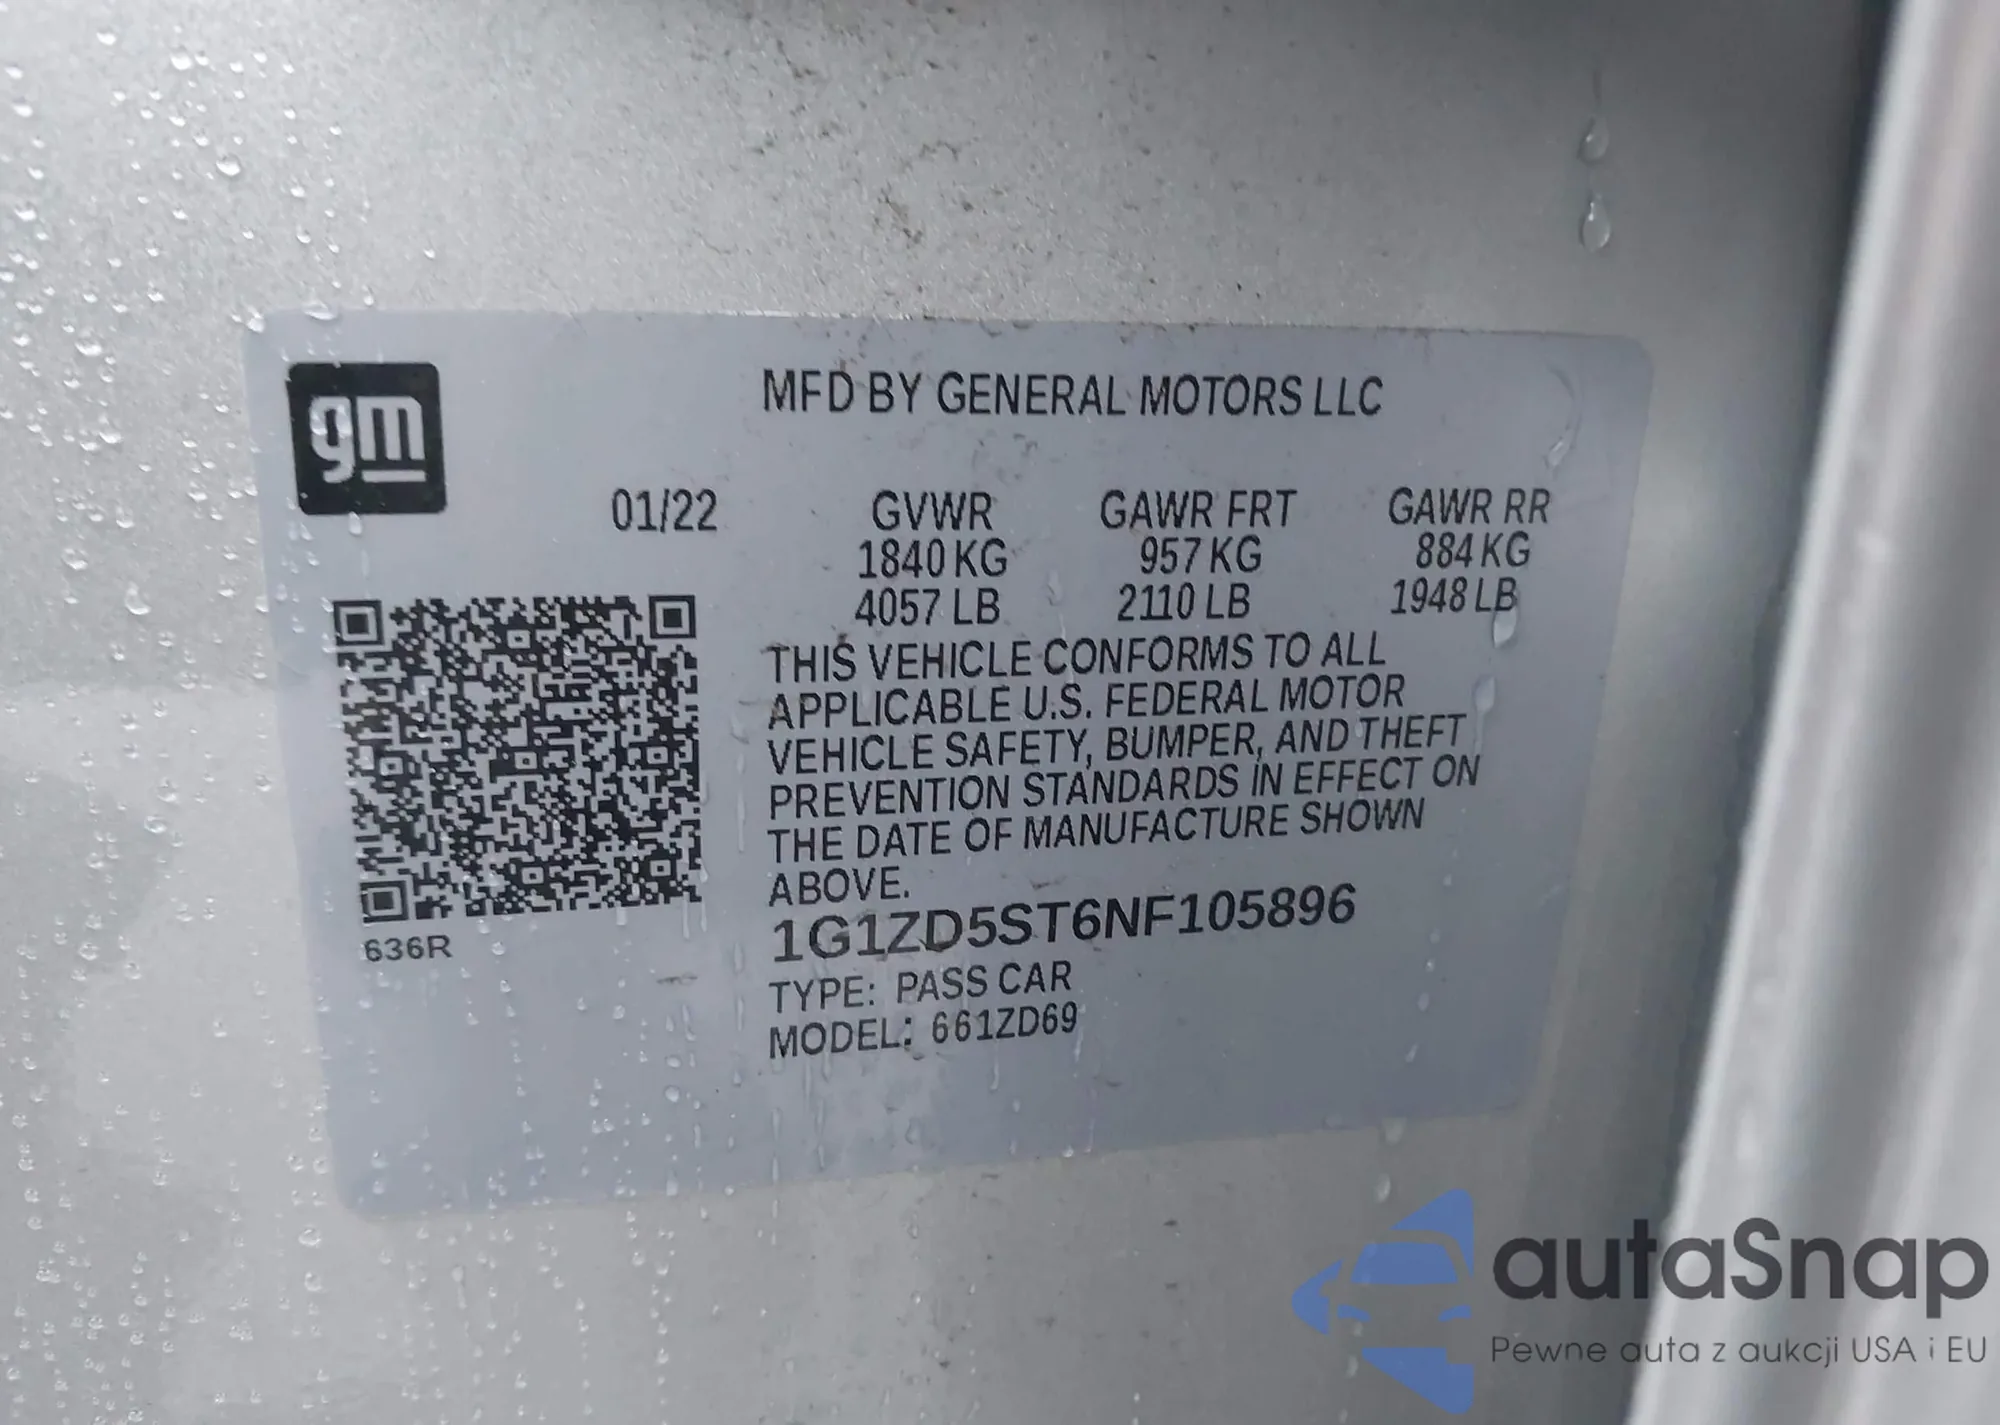 gm
MFD BY GENERAL MOTORS LLC
01/22 GVWR GAWR FRT GAWR RR
1840 KG 957 KG 884 KG
4057 LB 2110 LB 1948 LB
THIS VEHICLE CONFORMS TO ALL
APPLICABLE U.S. FEDERAL MOTOR
VEHICLE SAFETY, BUMPER, AND THEFT
PREVENTION STANDARDS IN EFFECT ON
THE DATE OF MANUFACTURE SHOWN
ABOVE.
1G1ZD5ST6NF105896
636R
TYPE: PASS CAR
MODEL: 661ZD69
autaSnap
Pewne auta z aukcji USA i EU